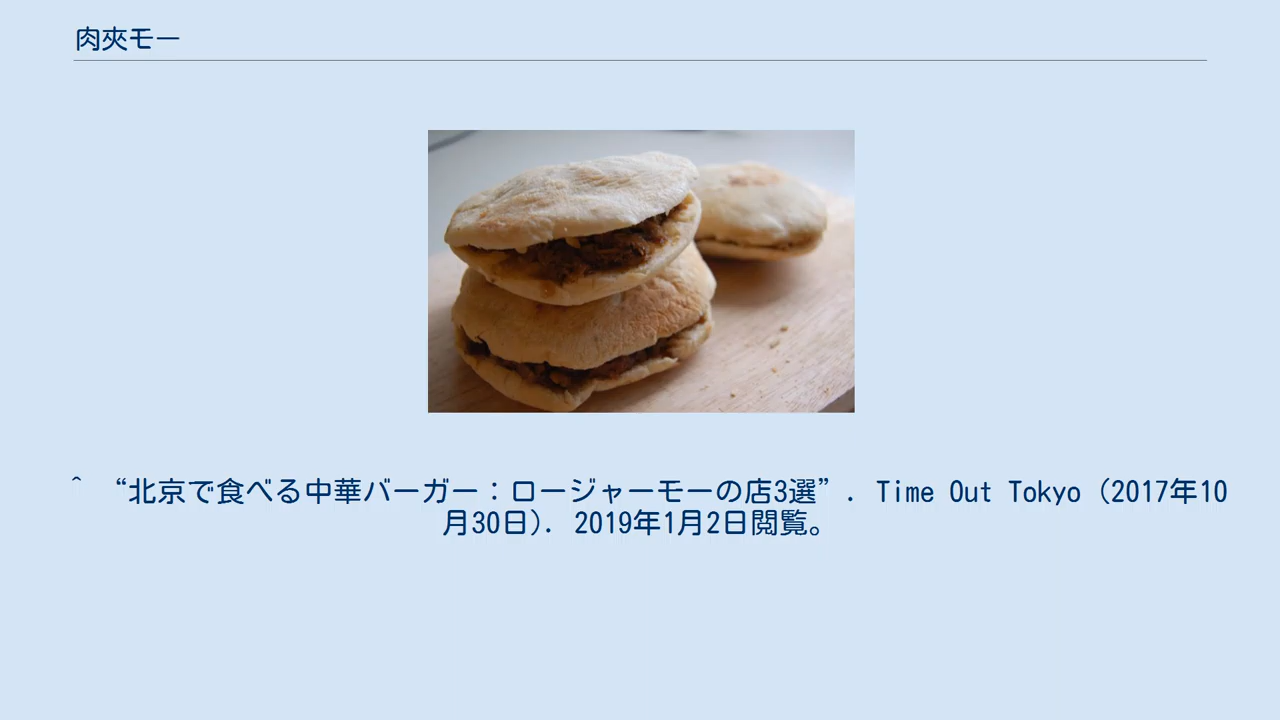 肉夾モー
^ “北京で食べる中華バーガー：ロージャーモーの店3選”. Time Out Tokyo (2017年10
月30日). 2019年1月2日閲覧。